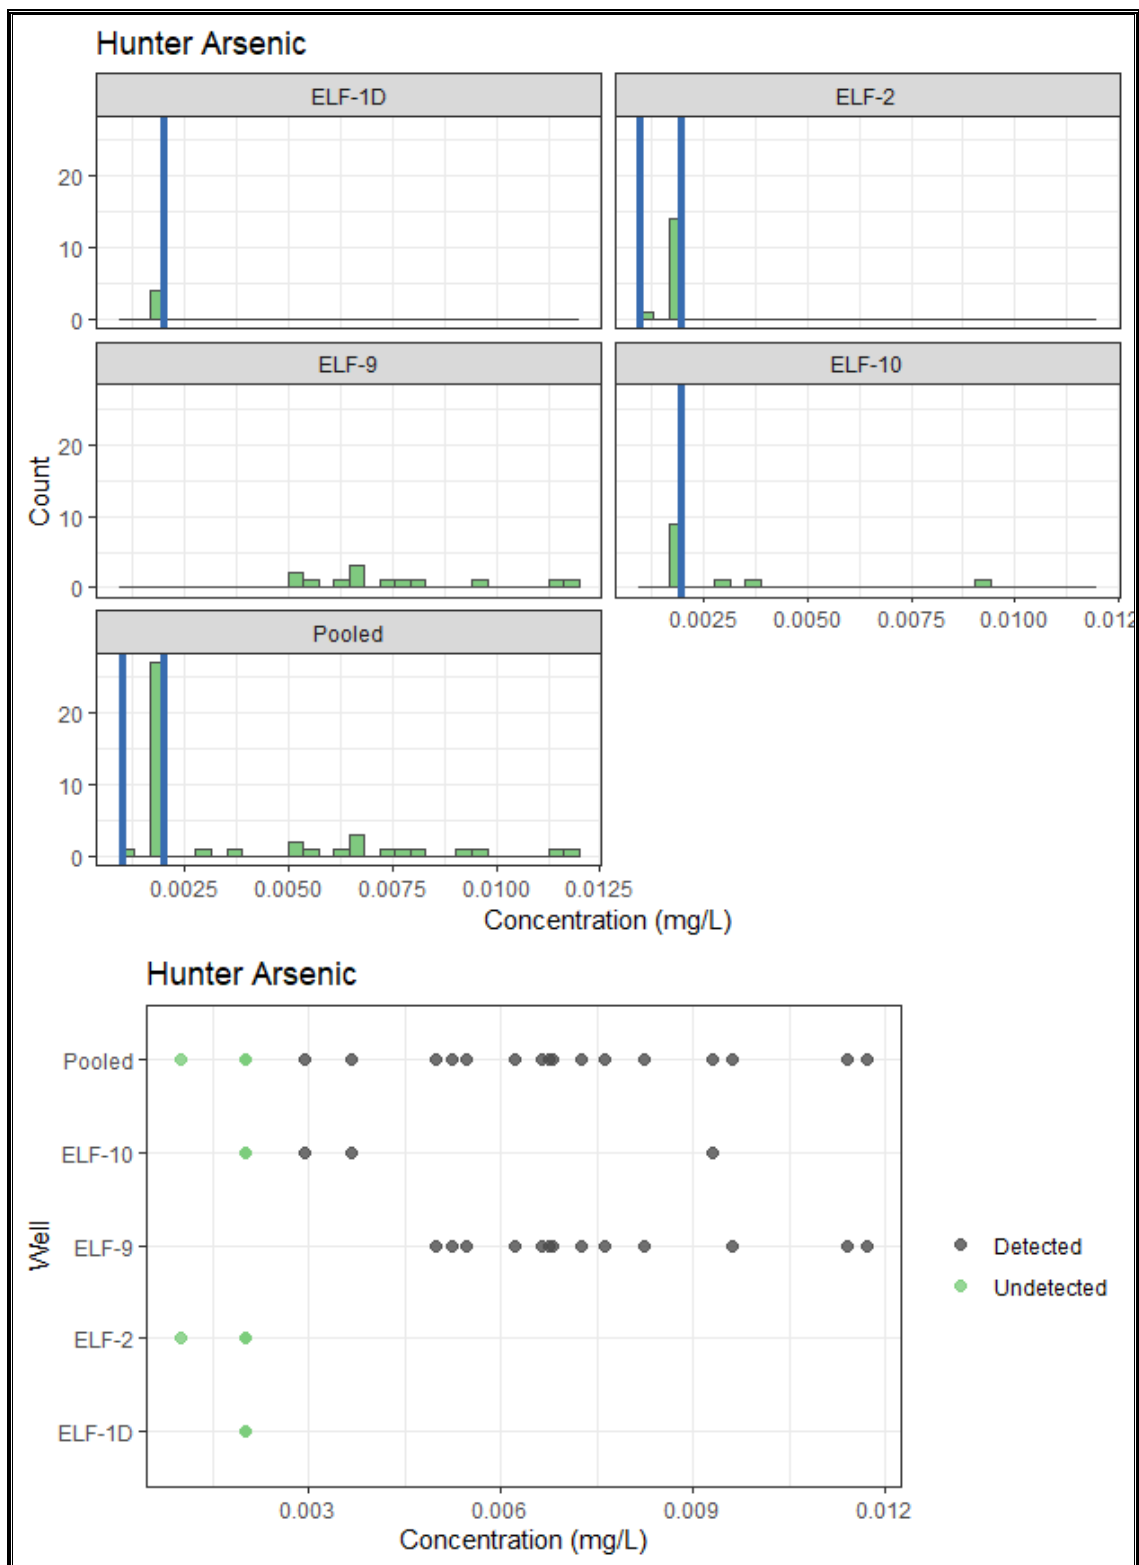 Hunter Arsenic
ELF-1D ELF-2
20
10
0
ELF-9 ELF-10
Count
20
10
0
0.0025 0.0050 0.0075 0.0100 0.012
Pooled
20
10
0
0.0025 0.0050 0.0075 0.0100 0.0125
Concentration (mg/L)
Hunter Arsenic
Pooled
ELF-10
Well
ELF-9
Detected
Undetected
ELF-2
ELF-1D
0.003 0.006 0.009 0.012
Concentration (mg/L)